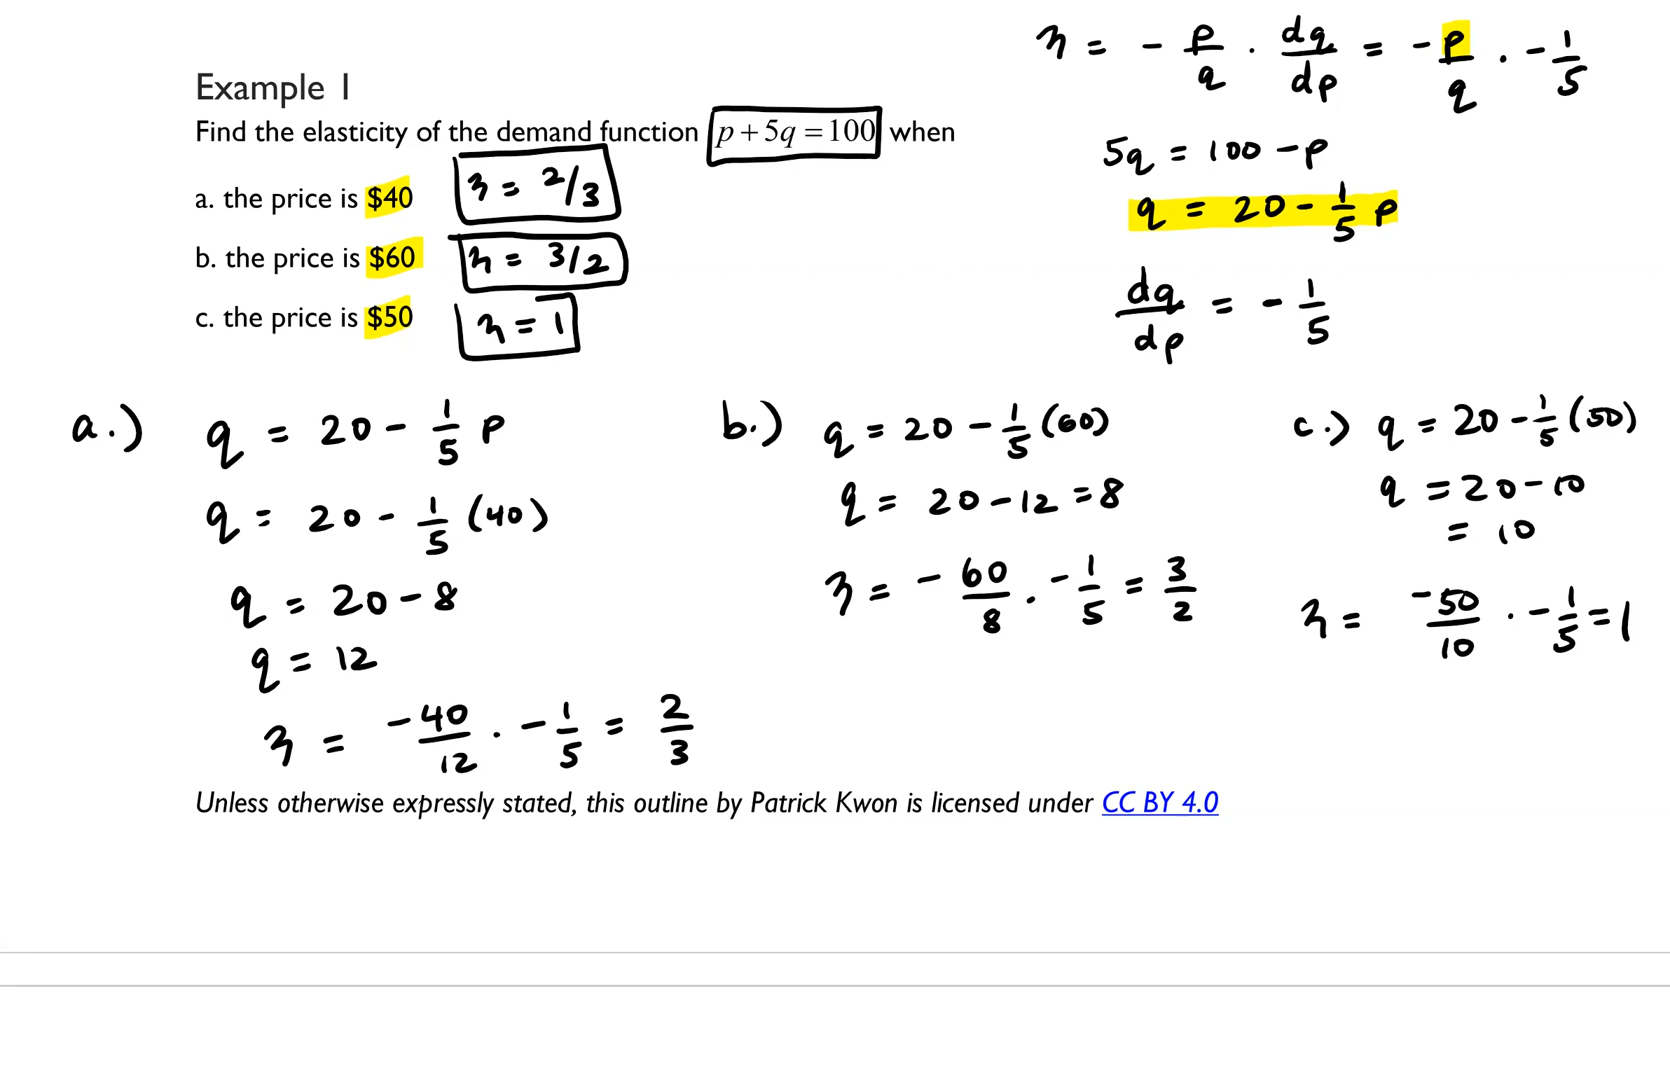 η = - p/q · dq/dp = - p/q · - 1/5
Example 1
Find the elasticity of the demand function p + 5q = 100 when
5q = 100 - p
a. the price is $40 η = 2/3
q = 20 - 1/5 p
b. the price is $60 η = 3/2
dq/dp = - 1/5
c. the price is $50 η = 1
a.) q = 20 - 1/5 p
q = 20 - 1/5 (40)
q = 20 - 8
q = 12
η = -40/12 · - 1/5 = 2/3
b.) q = 20 - 1/5 (60)
q = 20 - 12 = 8
η = - 60/8 · - 1/5 = 3/2
c.) q = 20 - 1/5 (50)
q = 20 - 10
= 10
η = -50/10 · - 1/5 = 1
Unless otherwise expressly stated, this outline by Patrick Kwon is licensed under CC BY 4.0